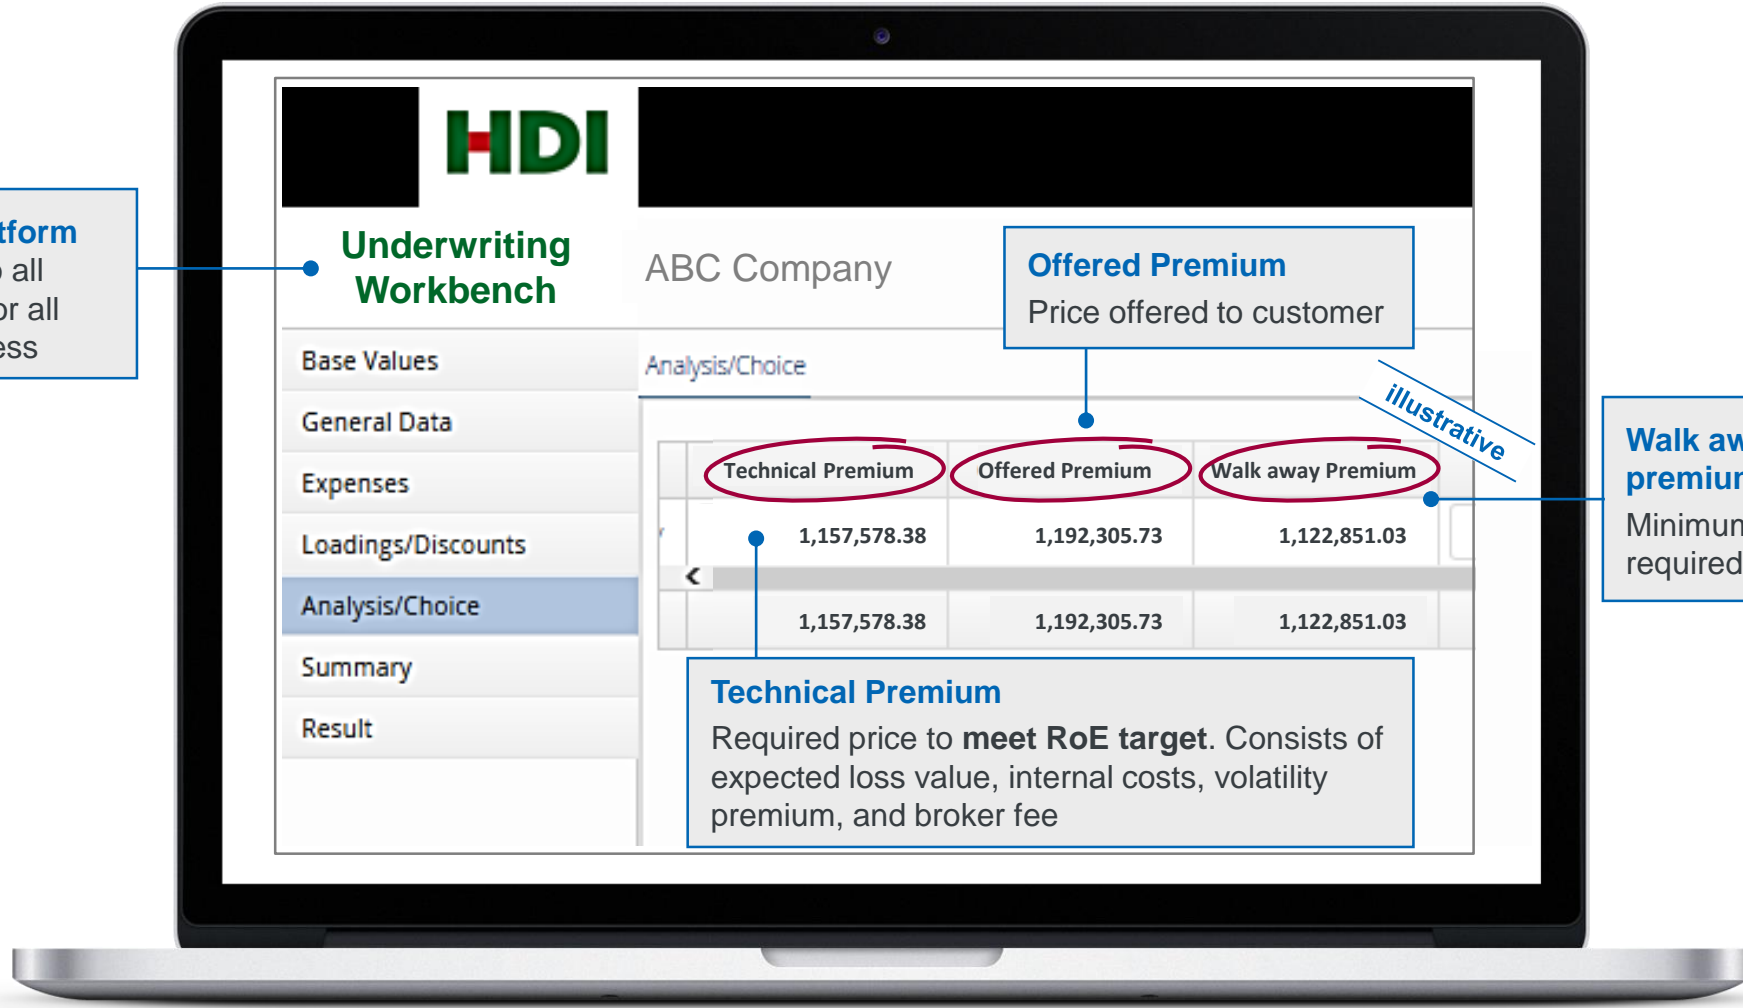 HDI
tform
all
or all
ess
Underwriting
Workbench
ABC Company
Offered Premium
Price offered to customer
Base Values
General Data
Expenses
Loadings/Discounts
Analysis/Choice
Summary
Result
Analysis/Choice
illustrative
Technical Premium Offered Premium Walk away Premium
1,157,578.38 1,192,305.73 1,122,851.03
1,157,578.38 1,192,305.73 1,122,851.03
Walk aw
premiu
Minimum
required
Technical Premium
Required price to meet RoE target. Consists of
expected loss value, internal costs, volatility
premium, and broker fee